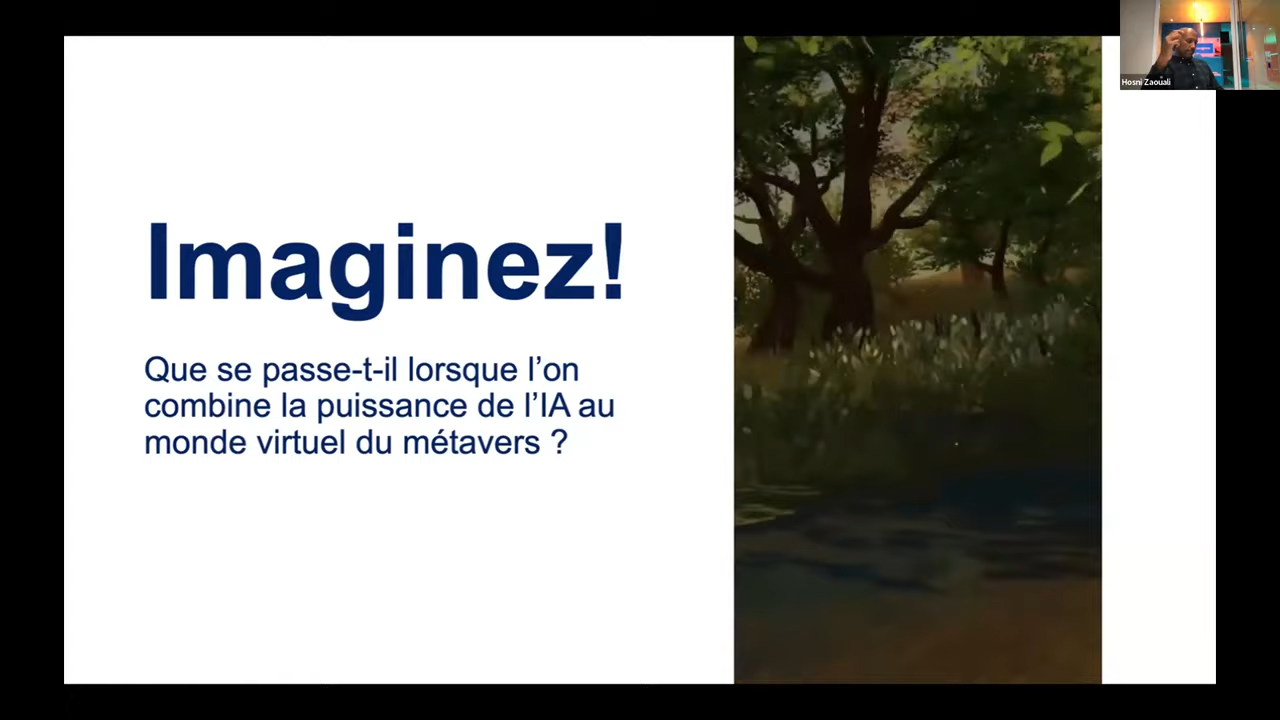 Hosni Zaouali
Imaginez!
Que se passe-t-il lorsque l’on
combine la puissance de l’IA au
monde virtuel du métavers ?